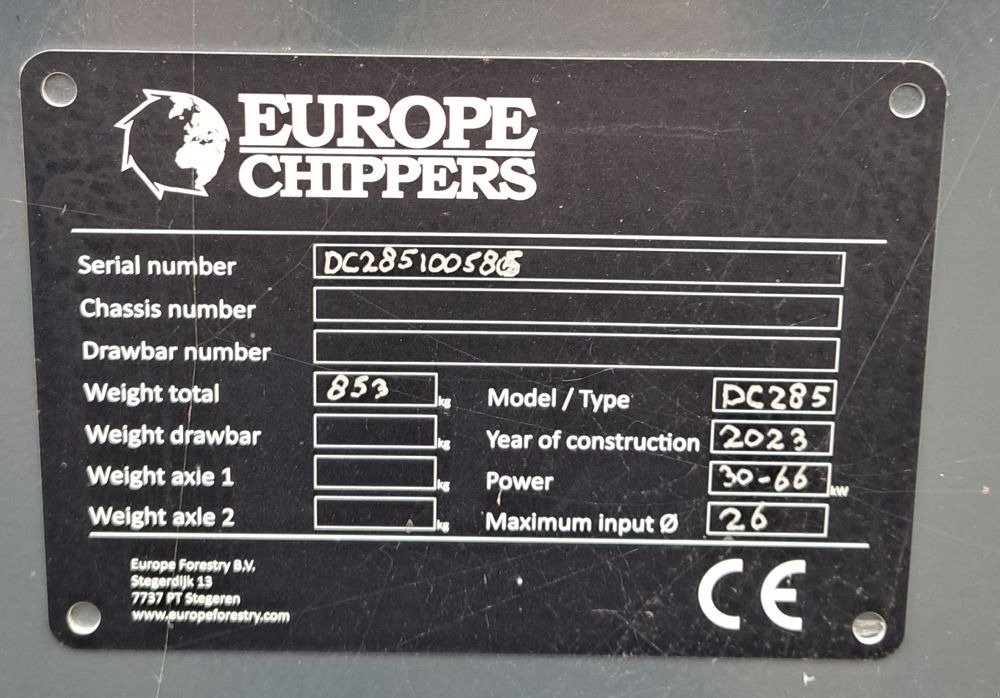 EUROPE
CHIPPERS
Serial number
Chassis number
Drawbar number
Weight total 853 kg Model / Type DC285
Weight drawbar kg Year of construction 2023
Weight axle 1 kg Power 30-66 kW
Weight axle 2 kg Maximum input Ø 26
Europe Forestry B.V.
Stegerdijk 13
7737 PT Stegeren
www.europeforestry.com
CE